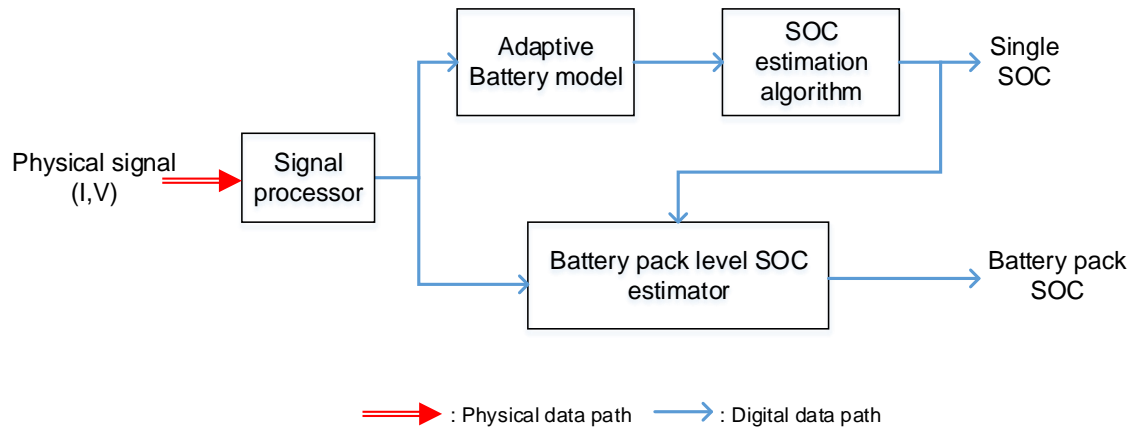 Adaptive
Battery model
SOC
estimation
algorithm
Single
SOC
Physical signal
(I,V)
Signal
processor
Battery pack level SOC
estimator
Battery pack
SOC
: Physical data path
: Digital data path